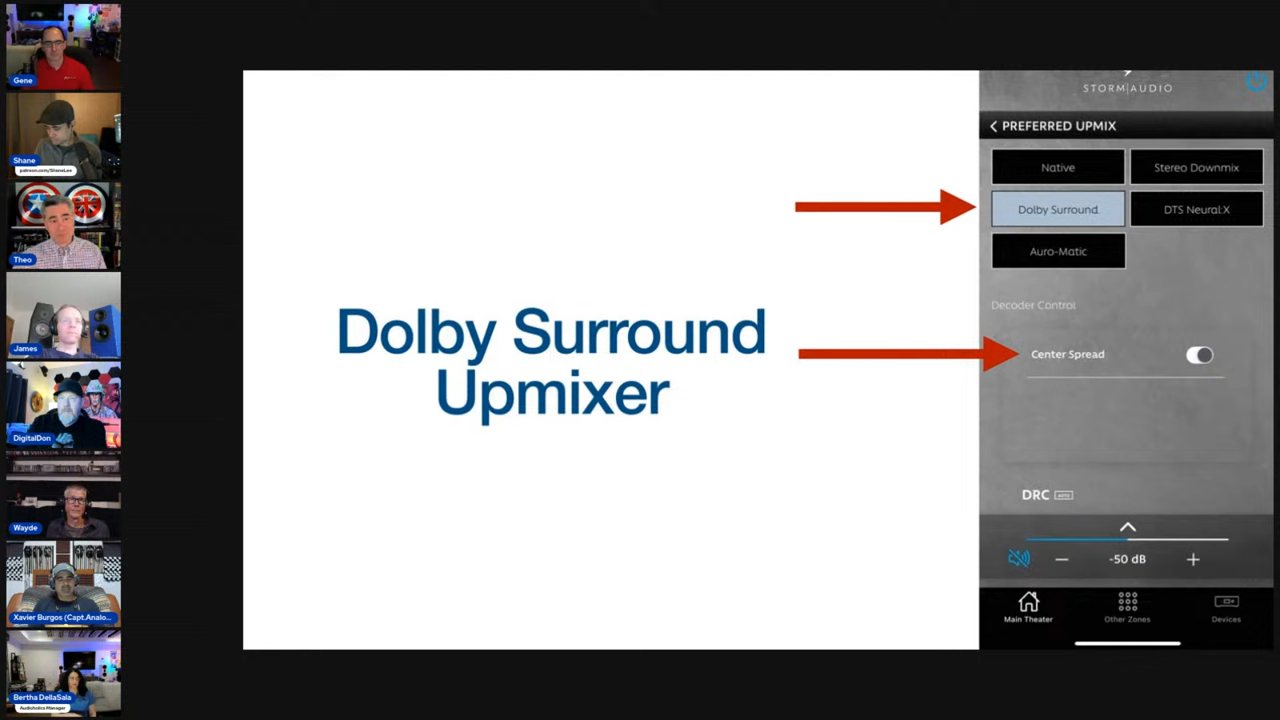 Gene
Shane
patreon.com/ShaneLee
Theo
James
DigitalDon
Wayde
Xavier Burgos (Capt.Analo...
Bertha DellaSala
Audioholics Manager
Dolby Surround
Upmixer
STORM|AUDIO
PREFERRED UPMIX
Native
Stereo Downmix
Dolby Surround
DTS Neural:X
Auro-Matic
Decoder Control
Center Spread
DRC AUTO
-50 dB
Main Theater
Other Zones
Devices